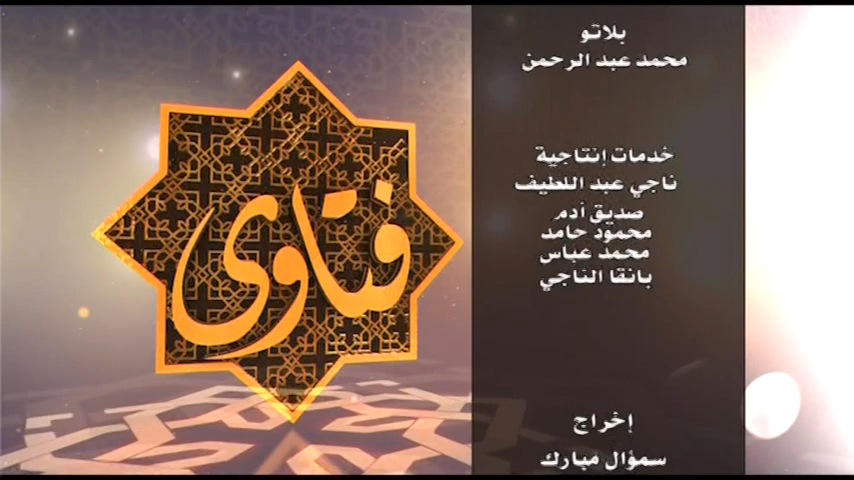 فتاوى
بلاتو
محمد عبد الرحمن
خدمات إنتاجية
ناجي عبد اللطيف
صديق أدم
محمود حامد
محمد عباس
بانقا الناجي
إخراج
سموأل مبارك